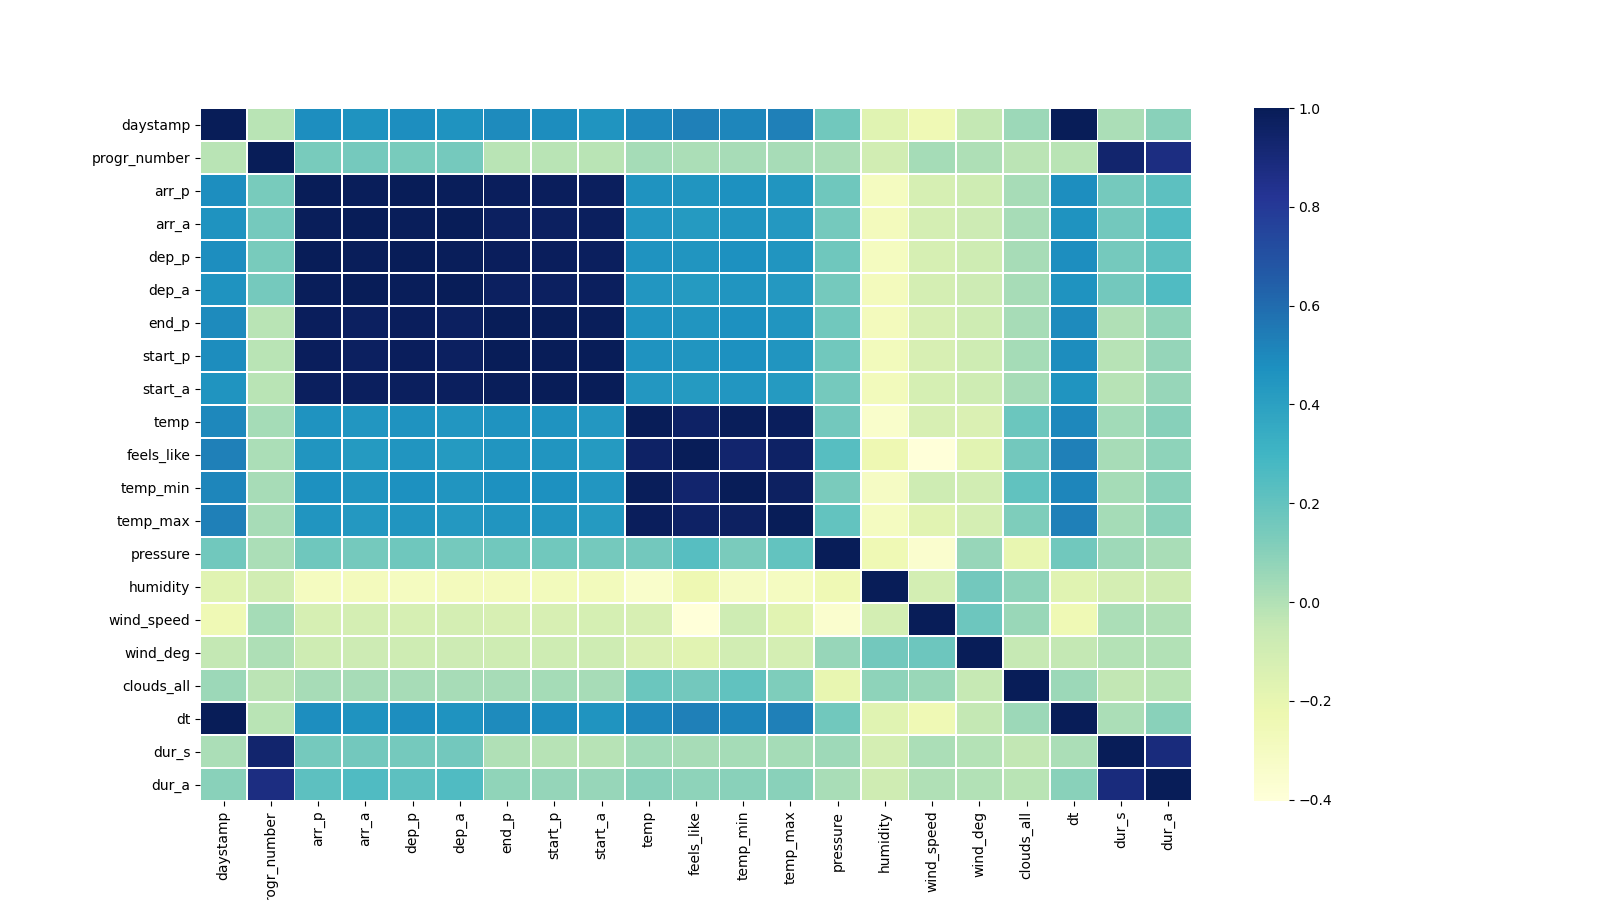 daystamp
progr_number
arr_p
arr_a
dep_p
dep_a
end_p
start_p
start_a
temp
feels_like
temp_min
temp_max
pressure
humidity
wind_speed
wind_deg
clouds_all
dt
dur_s
dur_a
daystamp
rogr_number
arr_p
arr_a
dep_p
dep_a
end_p
start_p
start_a
temp
feels_like
temp_min
temp_max
pressure
humidity
wind_speed
wind_deg
clouds_all
dt
dur_s
dur_a
1.0
0.8
0.6
0.4
0.2
0.0
−0.2
−0.4